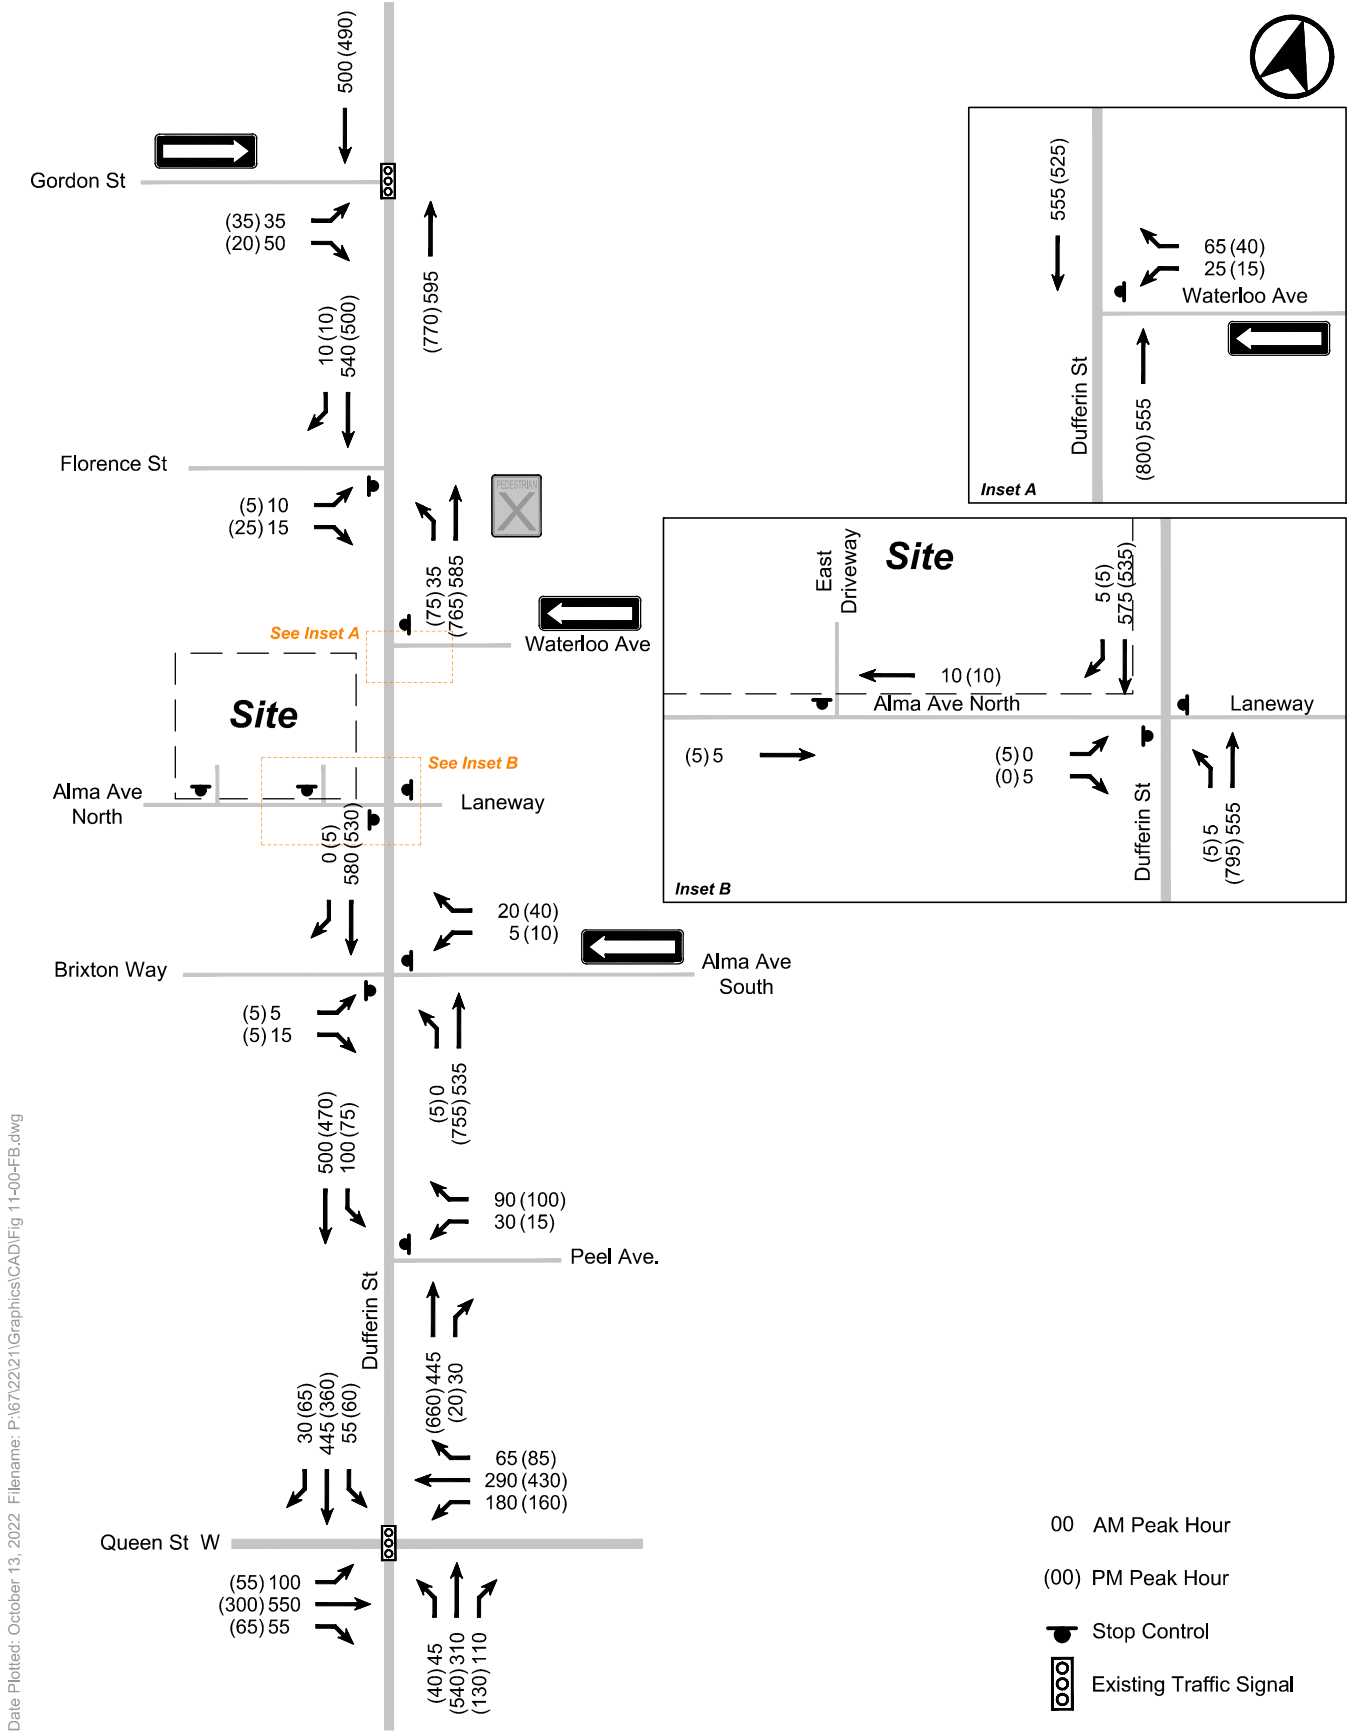 500 (490)
Gordon St
(35) 35
(20) 50
(770) 595
10 (10)
540 (500)
Florence St
(5) 10
(25) 15
PEDESTRIAN
X
(75) 35
(765) 585
See Inset A
Waterloo Ave
Site
See Inset B
Alma Ave
North
Laneway
0 (5)
580 (530)
20 (40)
5 (10)
Brixton Way
Alma Ave
South
(5) 5
(5) 15
(5) 0
(755) 535
500 (470)
100 (75)
90 (100)
30 (15)
Peel Ave.
Dufferin St
(660) 445
(20) 30
30 (65)
445 (360)
55 (60)
65 (85)
290 (430)
180 (160)
Queen St W
(55) 100
(300) 550
(65) 55
(40) 45
(540) 310
(130) 110
555 (525)
65 (40)
25 (15)
Waterloo Ave
Dufferin St
(800) 555
Inset A
East
Driveway
Site
5 (5)
575 (535)
10 (10)
Alma Ave North
Laneway
(5) 5
(5) 0
(0) 5
Dufferin St
(5) 5
(795) 555
Inset B
00 AM Peak Hour
(00) PM Peak Hour
Stop Control
Existing Traffic Signal
Date Plotted: October 13, 2022 Filename: P:\67\22\21\Graphics\CAD\Fig 11-00-FB.dwg